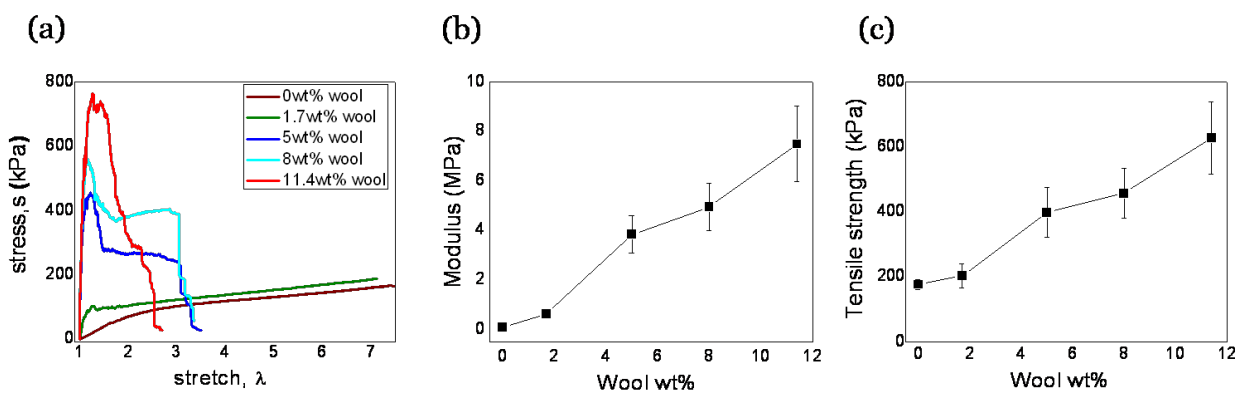 (a)
(b)
(c)
800
600
400
200
0
1
2
3
4
5
6
7
stress, s (kPa)
stretch, λ
0wt% wool
1.7wt% wool
5wt% wool
8wt% wool
11.4wt% wool
10
8
6
4
2
0
0
2
4
6
8
10
12
Modulus (MPa)
Wool wt%
800
600
400
200
0
0
2
4
6
8
10
12
Tensile strength (kPa)
Wool wt%